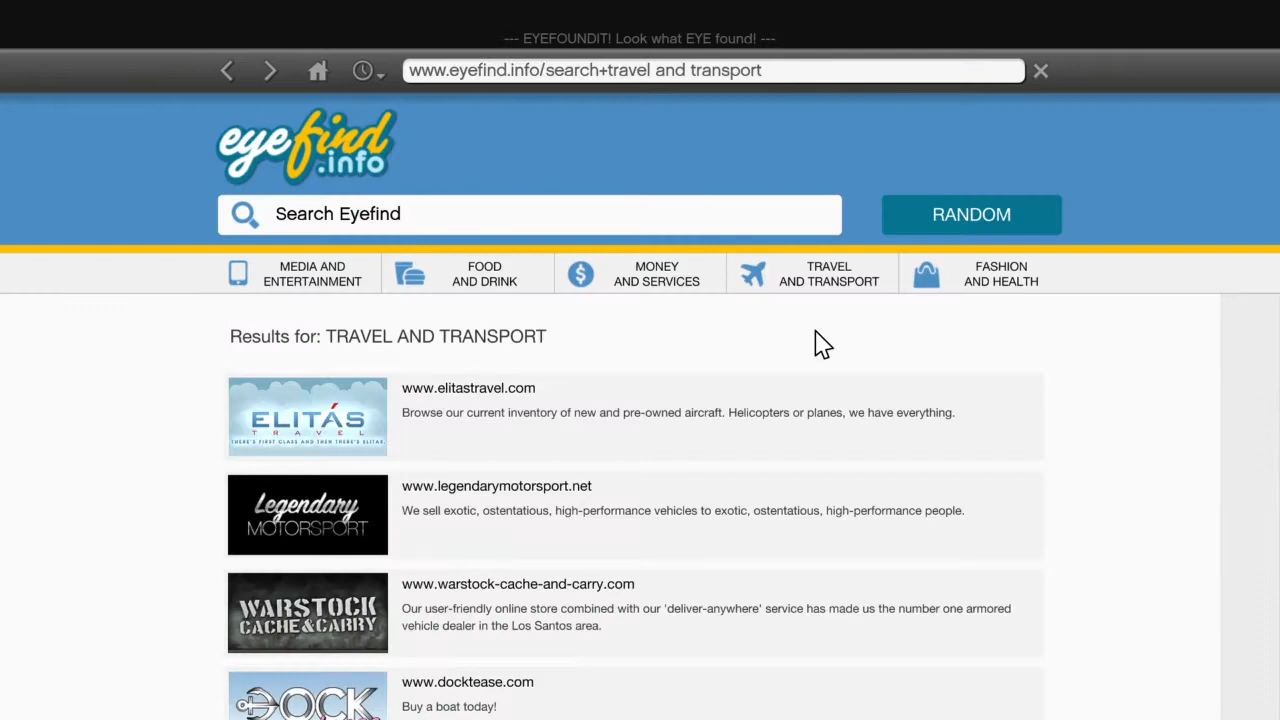 --- EYEFOUNDIT! Look what EYE found! ---
www.eyefind.info/search+travel and transport
eyefind
.info
Search Eyefind
RANDOM
MEDIA AND
ENTERTAINMENT
FOOD
AND DRINK
MONEY
AND SERVICES
TRAVEL
AND TRANSPORT
FASHION
AND HEALTH
Results for: TRAVEL AND TRANSPORT
ELITÁS
TRAVEL
THERE'S FIRST CLASS AND THEN THERE'S ELITAS
www.elitastravel.com
Browse our current inventory of new and pre-owned aircraft. Helicopters or planes, we have everything.
Legendary
MOTORSPORT
www.legendarymotorsport.net
We sell exotic, ostentatious, high-performance vehicles to exotic, ostentatious, high-performance people.
WARSTOCK
CACHE&CARRY
www.warstock-cache-and-carry.com
Our user-friendly online store combined with our 'deliver-anywhere' service has made us the number one armored
vehicle dealer in the Los Santos area.
DOCK
www.docktease.com
Buy a boat today!